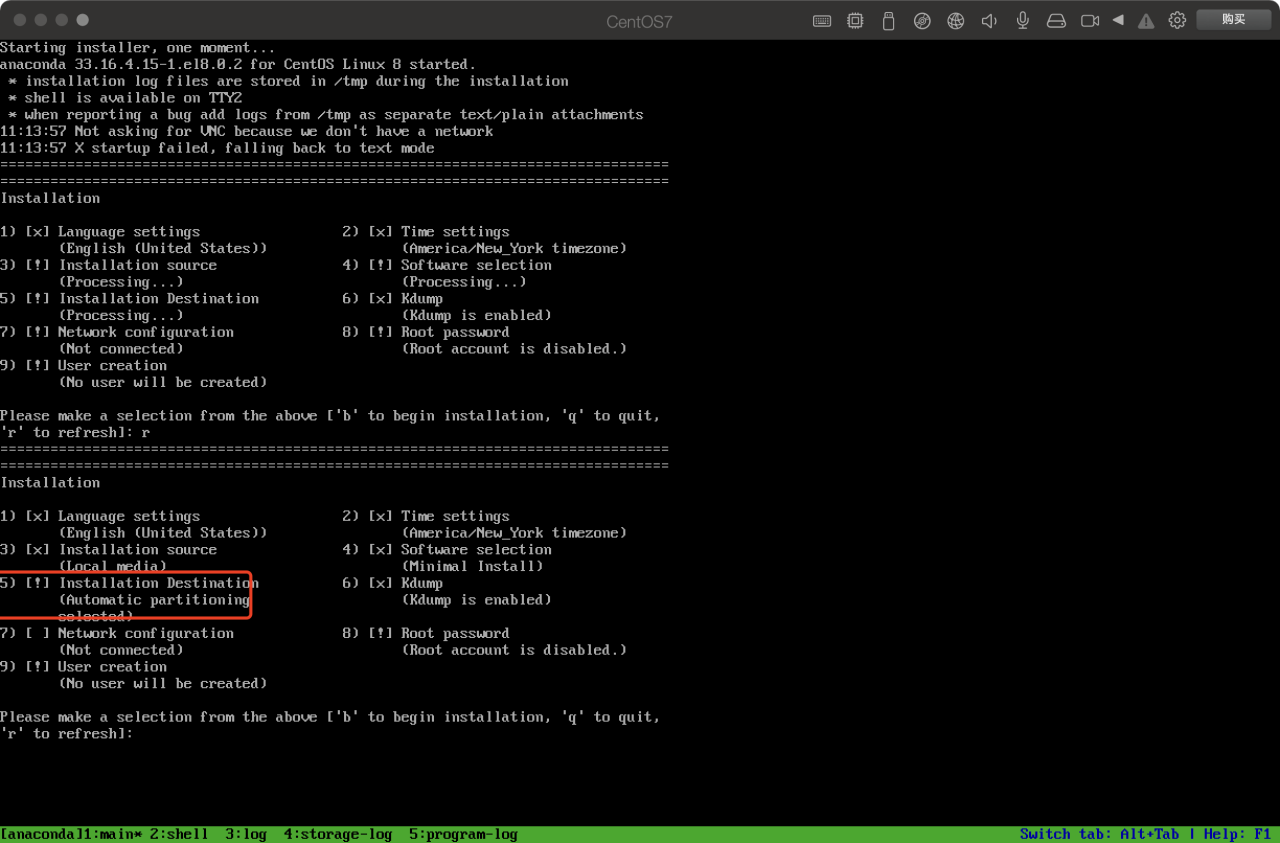 CentOS7
购买
Starting installer, one moment...
anaconda 33.16.4.15-1.el8.0.2 for CentOS Linux 8 started.
* installation log files are stored in /tmp during the installation
* shell is available on TTY2
* when reporting a bug add logs from /tmp as separate text/plain attachments
11:13:57 Not asking for VNC because we don't have a network
11:13:57 X startup failed, falling back to text mode
================================================================================
================================================================================
Installation
1) [x] Language settings 2) [x] Time settings
(English (United States)) (America/New_York timezone)
3) [!] Installation source 4) [!] Software selection
(Processing...) (Processing...)
5) [!] Installation Destination 6) [x] Kdump
(Processing...) (Kdump is enabled)
7) [!] Network configuration 8) [!] Root password
(Not connected) (Root account is disabled.)
9) [!] User creation
(No user will be created)
Please make a selection from the above ['b' to begin installation, 'q' to quit,
'r' to refresh]: r
================================================================================
================================================================================
Installation
1) [x] Language settings 2) [x] Time settings
(English (United States)) (America/New_York timezone)
3) [x] Installation source 4) [x] Software selection
(Local media) (Minimal Install)
5) [!] Installation Destination 6) [x] Kdump
(Automatic partitioning (Kdump is enabled)
selected)
7) [ ] Network configuration 8) [!] Root password
(Not connected) (Root account is disabled.)
9) [!] User creation
(No user will be created)
Please make a selection from the above ['b' to begin installation, 'q' to quit,
'r' to refresh]:
[anaconda]1:main* 2:shell 3:log 4:storage-log 5:program-log Switch tab: Alt+Tab | Help: F1